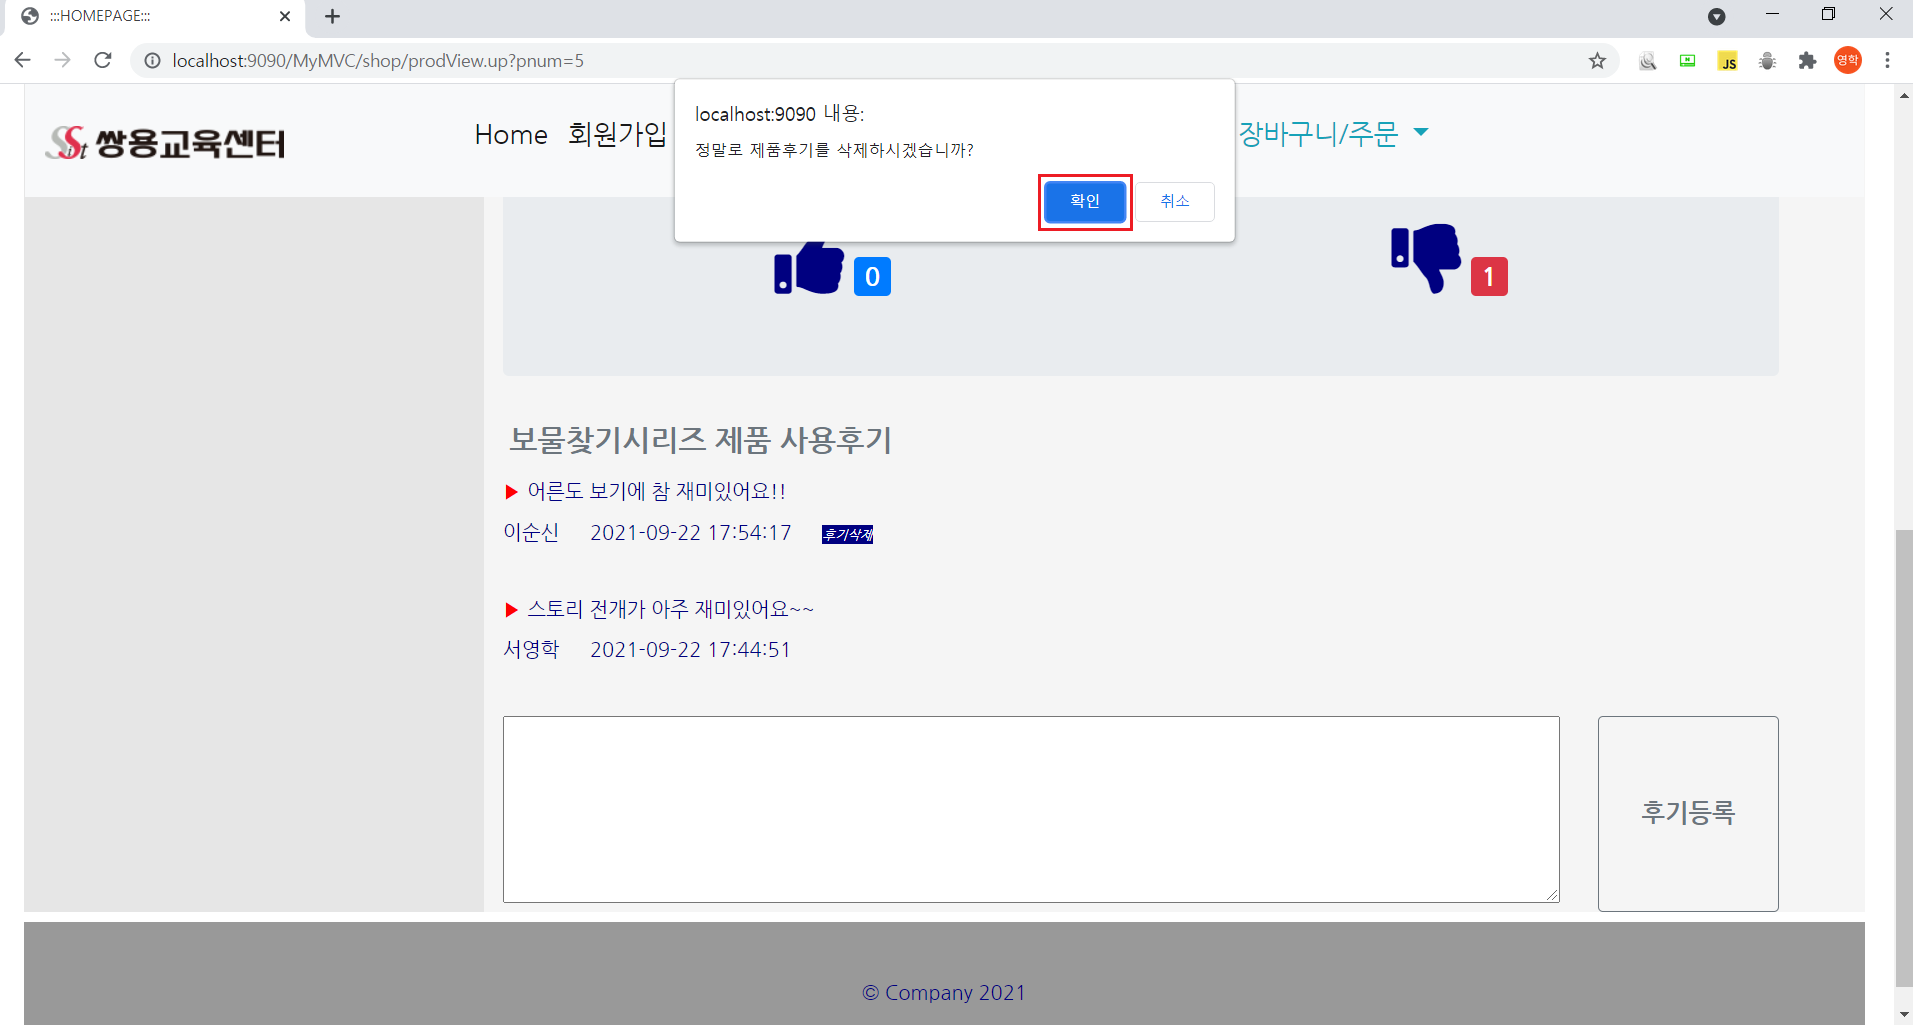 :::HOMEPAGE:::
localhost:9090/MyMVC/shop/prodView.up?pnum=5
JS
영학
localhost:9090 내용:
정말로 제품후기를 삭제하시겠습니까?
확인 취소
Sist 쌍용교육센터
Home 회원가입 장바구니/주문
0 1
보물찾기시리즈 제품 사용후기
▶ 어른도 보기에 참 재미있어요!!
이순신 2021-09-22 17:54:17 후기삭제
▶ 스토리 전개가 아주 재미있어요~~
서영학 2021-09-22 17:44:51
후기등록
© Company 2021